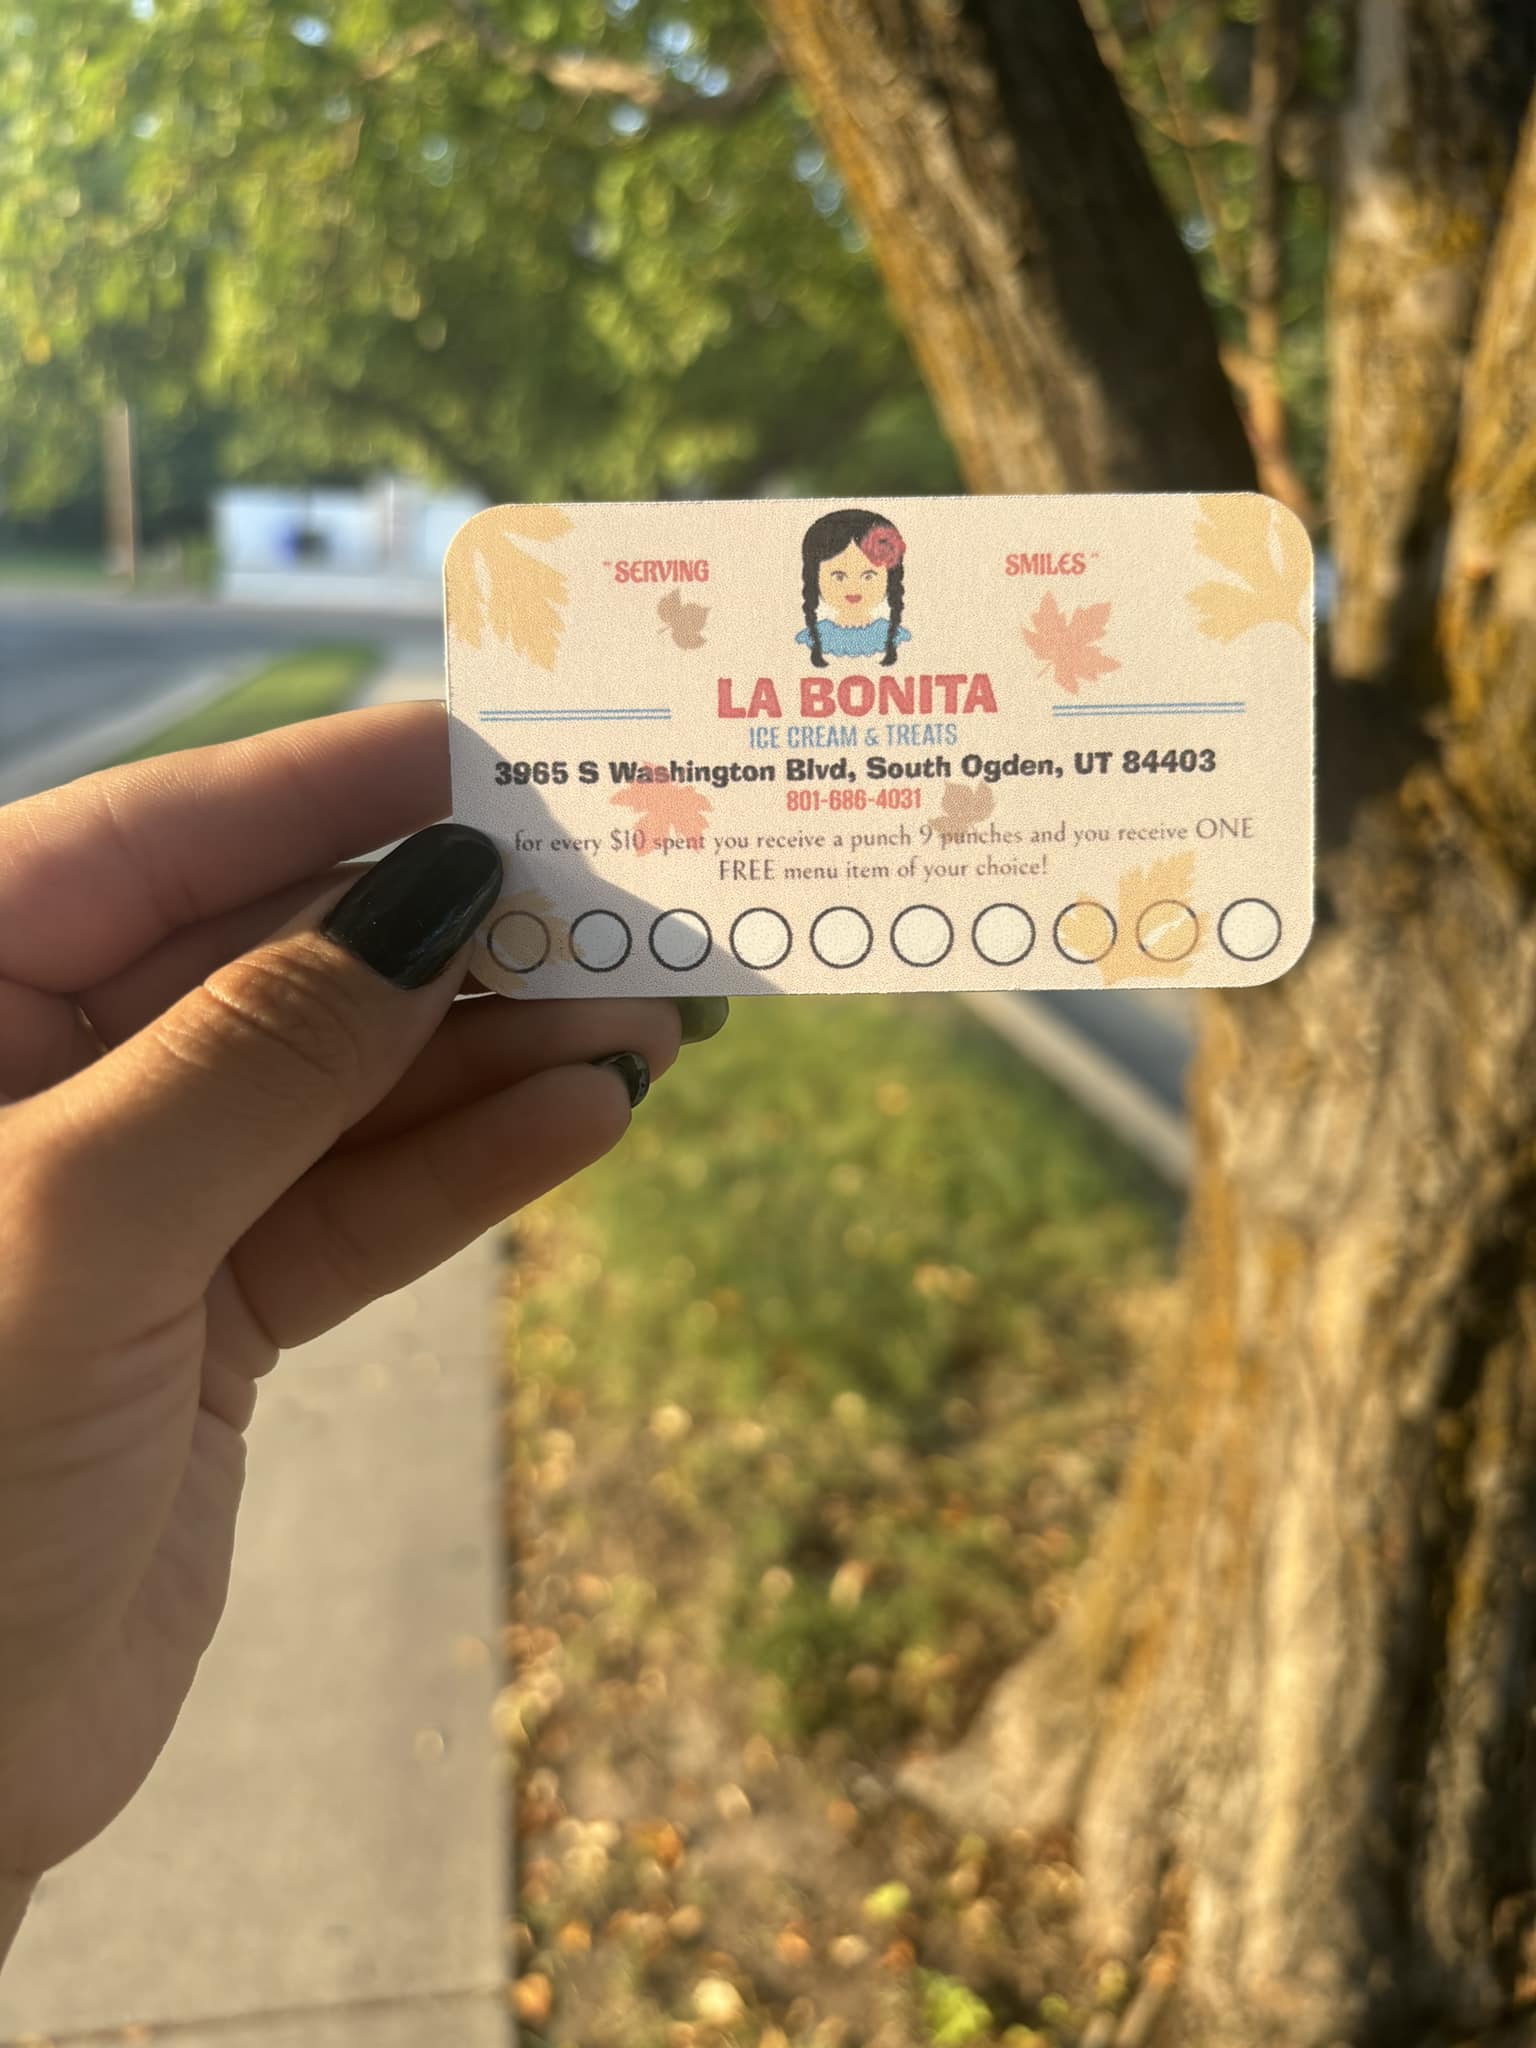 "SERVING SMILES"
LA BONITA
ICE CREAM & TREATS
3965 S Washington Blvd, South Ogden, UT 84403
801-686-4031
for every $10 spent you receive a punch 9 punches and you receive ONE
FREE menu item of your choice!